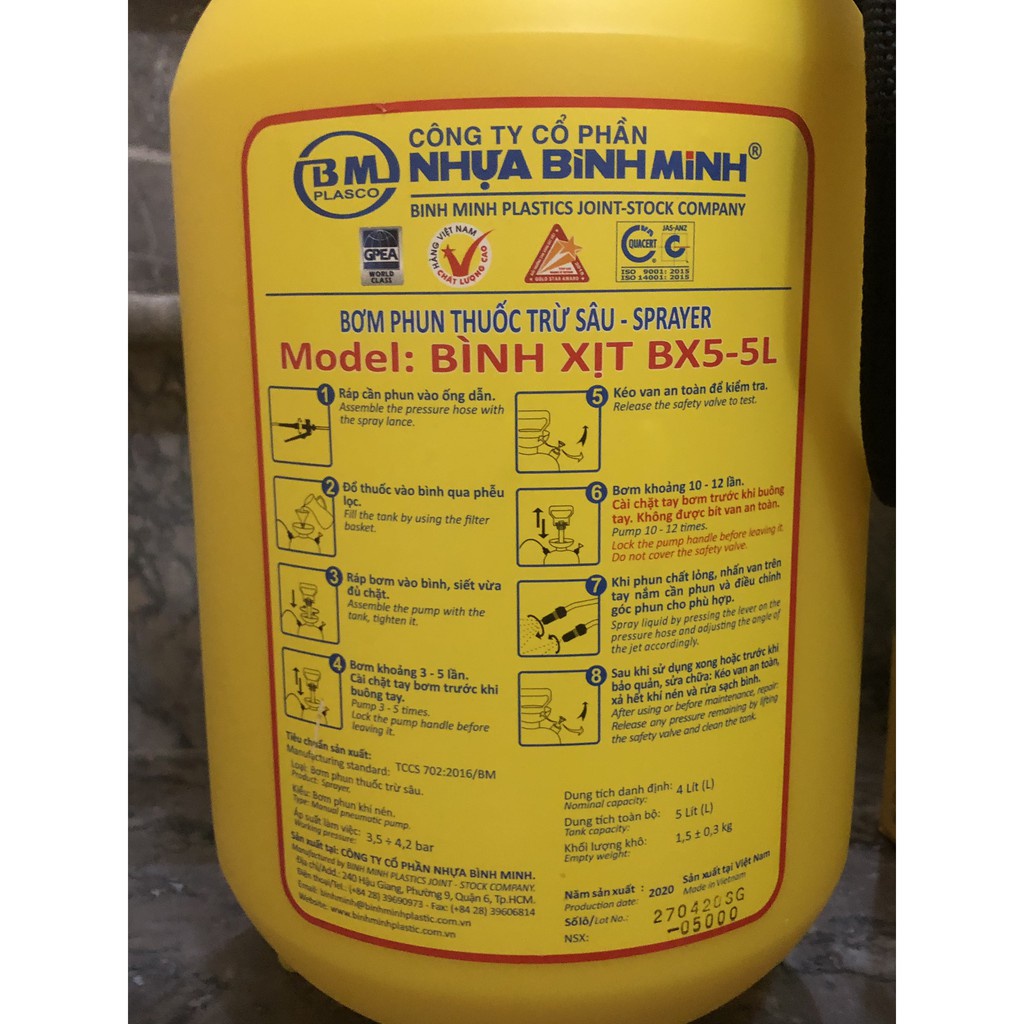 BM
PLASCO
CÔNG TY CỔ PHẦN
NHỰA BÌNH MINH®
BINH MINH PLASTICS JOINT-STOCK COMPANY
GPEA
WORLD
CLASS
HÀNG VIỆT NAM
CHẤT LƯỢNG CAO
GOLD STAR AWARD
QUACERT
JAS-ANZ
ISO 9001: 2015
ISO 14001: 2015
BƠM PHUN THUỐC TRỪ SÂU - SPRAYER
Model: BÌNH XỊT BX5-5L
1
Ráp cần phun vào ống dẫn.
Assemble the pressure hose with
the spray lance.
2
Đổ thuốc vào bình qua phễu
lọc.
Fill the tank by using the filter
basket.
3
Ráp bơm vào bình, siết vừa
đủ chặt.
Assemble the pump with the
tank, tighten it.
4
Bơm khoảng 3 - 5 lần.
Cài chặt tay bơm trước khi
buông tay.
Pump 3 - 5 times.
Lock the pump handle before
leaving it.
5
Kéo van an toàn để kiểm tra.
Release the safety valve to test.
6
Bơm khoảng 10 - 12 lần.
Cài chặt tay bơm trước khi buông
tay. Không được bít van an toàn.
Pump 10 - 12 times.
Lock the pump handle before leaving it.
Do not cover the safety valve.
7
Khi phun chất lỏng, nhấn van trên
tay nắm cần phun và điều chỉnh
góc phun cho phù hợp.
Spray liquid by pressing the lever on the
pressure hose and adjusting the angle of
the jet accordingly.
8
Sau khi sử dụng xong hoặc trước khi
bảo quản, sửa chữa: Kéo van an toàn,
xả hết khí nén và rửa sạch bình.
After using or before maintenance, repair:
Release any pressure remaining by lifting
the safety valve and clean the tank.
Tiêu chuẩn sản xuất:
Manufacturing standard: TCCS 702:2016/BM
Loại: Bơm phun thuốc trừ sâu.
Product: Sprayer.
Kiểu: Bơm phun khí nén.
Type: Manual pneumatic pump.
Áp suất làm việc: 3,5 ÷ 4,2 bar
Working pressure:
Sản xuất tại: CÔNG TY CỔ PHẦN NHỰA BÌNH MINH.
Manufactured by BINH MINH PLASTICS JOINT - STOCK COMPANY.
Địa chỉ/Add.: 240 Hậu Giang, Phường 9, Quận 6, Tp.HCM.
Điện thoại/Tel.: (+84 28) 39690973 - Fax: (+84 28) 39606814
Email: binhminh@binhminhplastic.com.vn
Website: www.binhminhplastic.com.vn
Dung tích danh định: 4 Lít (L)
Nominal capacity:
Dung tích toàn bộ: 5 Lít (L)
Tank capacity:
Khối lượng khô: 1,5 ± 0,3 kg
Empty weight:
Năm sản xuất : 2020 Sản xuất tại Việt Nam
Production date: Made in Vietnam
Số lô/Lot No.: 270420SG
NSX: -05000